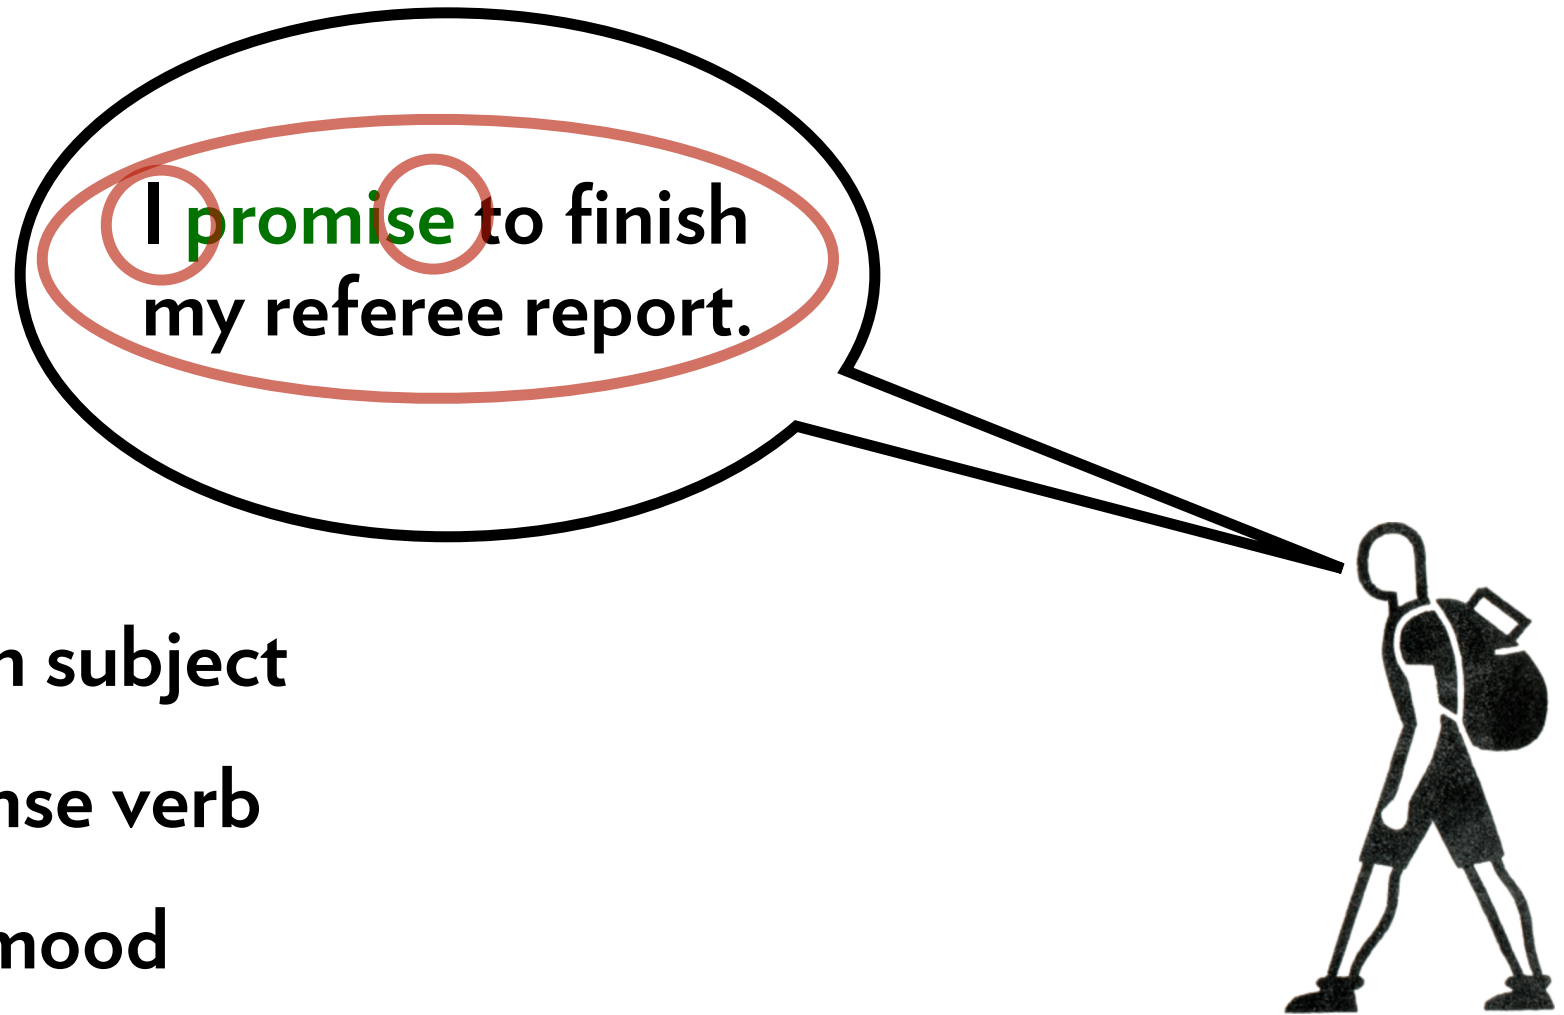 I promise to finish
my referee report.
n subject
nse verb
mood